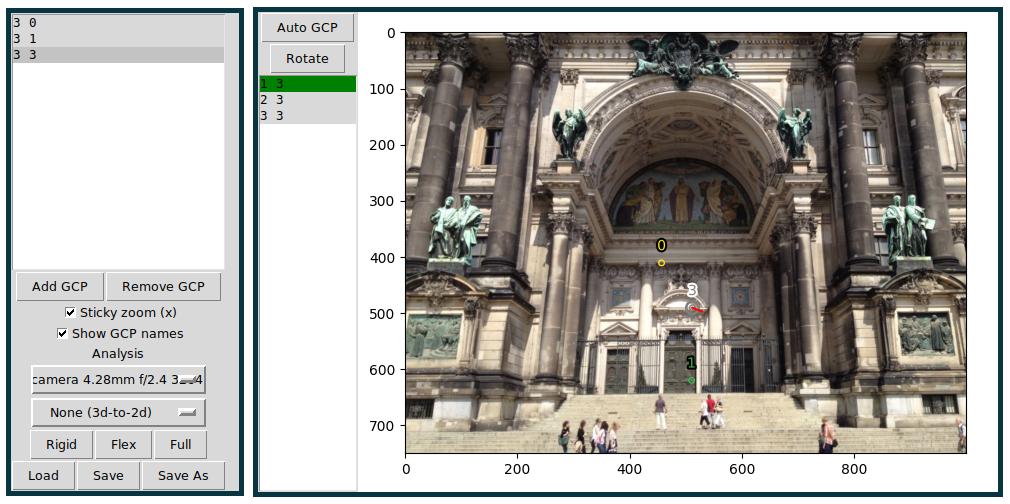 3 0
3 1
3 3
Add GCP
Remove GCP
Sticky zoom (x)
Show GCP names
Analysis
camera 4.28mm f/2.4
None (3d-to-2d)
Rigid
Flex
Full
Load
Save
Save As
Auto GCP
Rotate
1 3
2 3
3 3
0
100
200
300
400
500
600
700
0
3
1
0
200
400
600
800